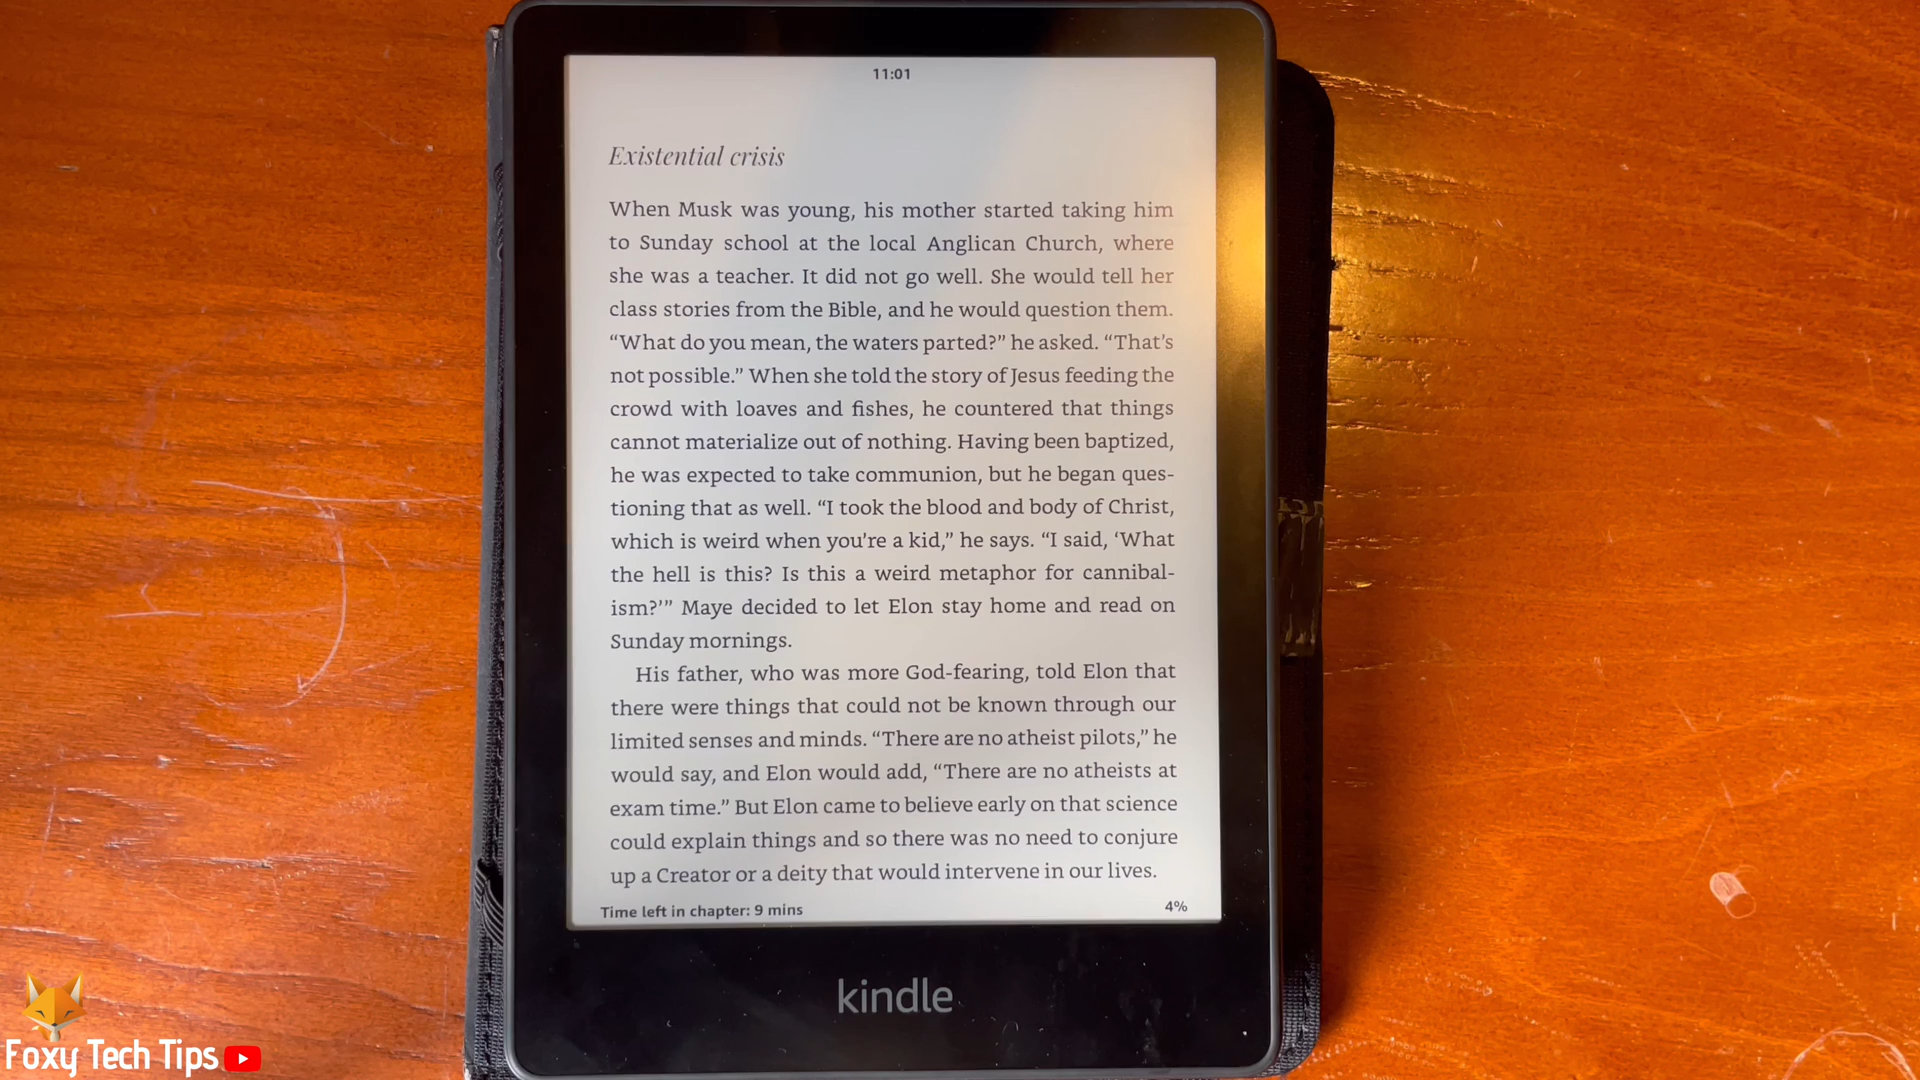 11:01
Existential crisis
When Musk was young, his mother started taking him
to Sunday school at the local Anglican Church, where
she was a teacher. It did not go well. She would tell her
class stories from the Bible, and he would question them.
“What do you mean, the waters parted?” he asked. “That’s
not possible.” When she told the story of Jesus feeding the
crowd with loaves and fishes, he countered that things
cannot materialize out of nothing. Having been baptized,
he was expected to take communion, but he began ques-
tioning that as well. “I took the blood and body of Christ,
which is weird when you’re a kid,” he says. “I said, ‘What
the hell is this? Is this a weird metaphor for cannibal-
ism?’” Maye decided to let Elon stay home and read on
Sunday mornings.
His father, who was more God-fearing, told Elon that
there were things that could not be known through our
limited senses and minds. “There are no atheist pilots,” he
would say, and Elon would add, “There are no atheists at
exam time.” But Elon came to believe early on that science
could explain things and so there was no need to conjure
up a Creator or a deity that would intervene in our lives.
Time left in chapter: 9 mins
4%
kindle
Foxy Tech Tips